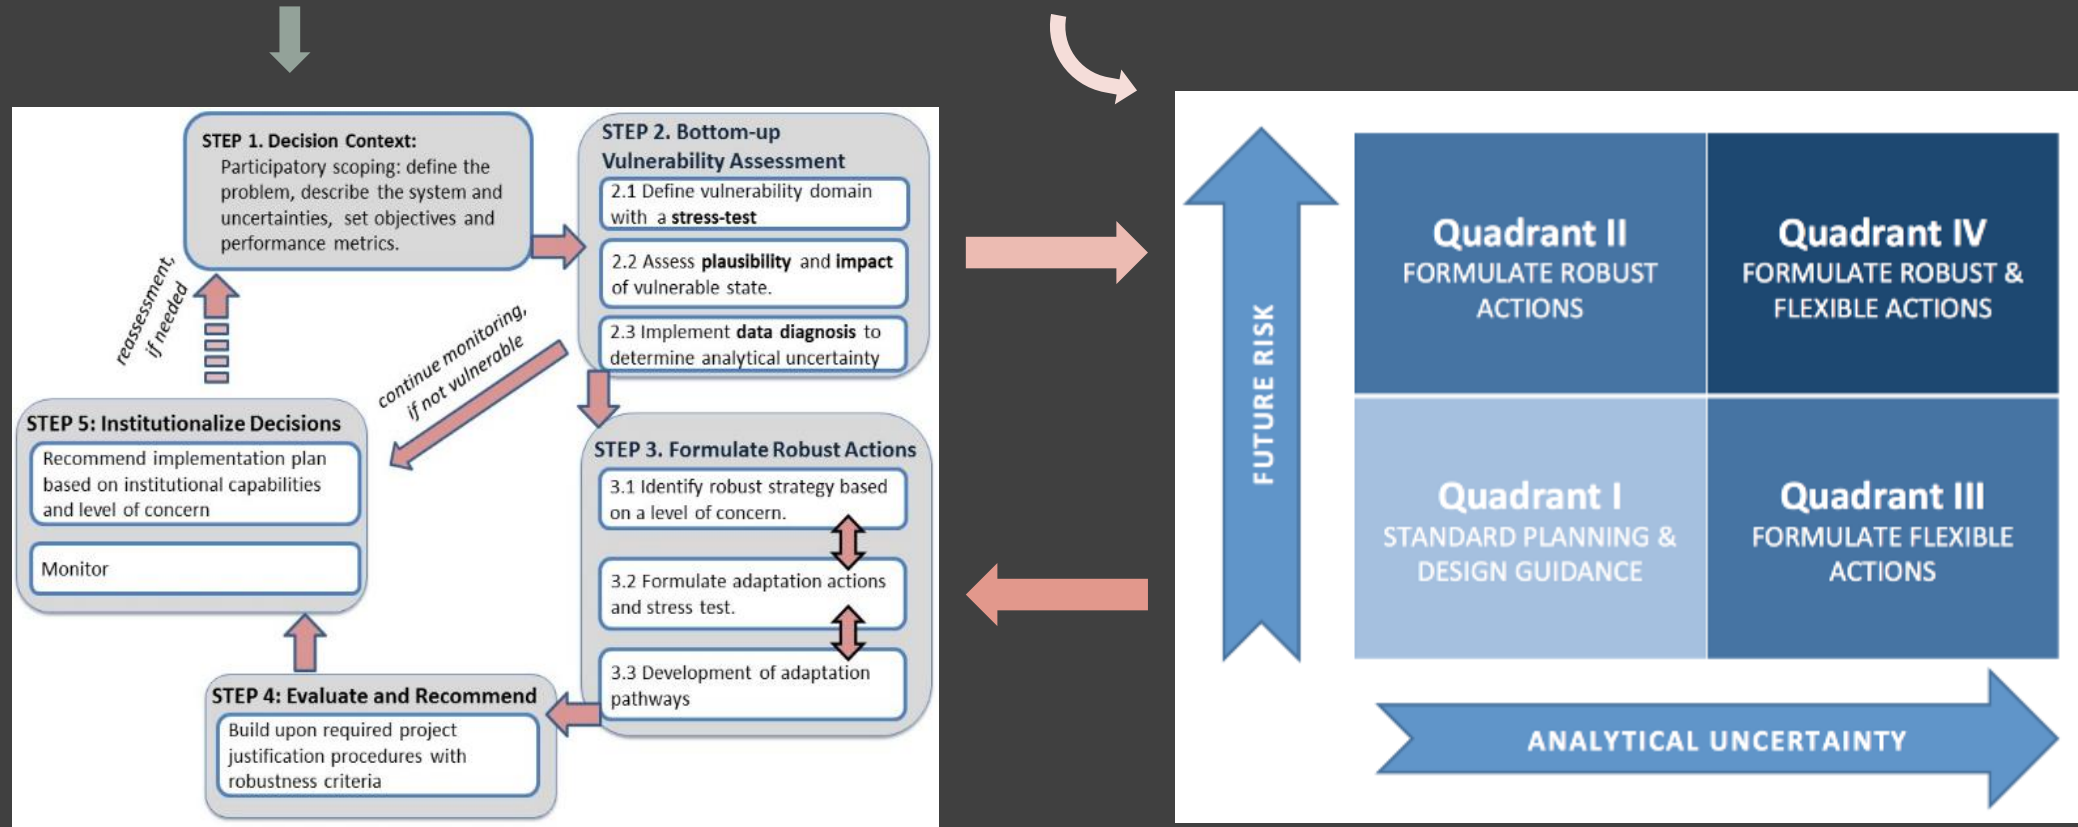 STEP 1. Decision Context:
Participatory scoping: define the
problem, describe the system and
uncertainties, set objectives and
performance metrics.
STEP 2. Bottom-up
Vulnerability Assessment
2.1 Define vulnerability domain
with a stress-test
2.2 Assess plausibility and impact
of vulnerable state.
2.3 Implement data diagnosis to
determine analytical uncertainty
reassessment,
if needed
continue monitoring,
if not vulnerable
STEP 3. Formulate Robust Actions
3.1 Identify robust strategy based
on a level of concern.
3.2 Formulate adaptation actions
and stress test.
3.3 Development of adaptation
pathways
STEP 4: Evaluate and Recommend
Build upon required project
justification procedures with
robustness criteria
STEP 5: Institutionalize Decisions
Recommend implementation plan
based on institutional capabilities
and level of concern
Monitor
FUTURE RISK
Quadrant II
FORMULATE ROBUST
ACTIONS
Quadrant IV
FORMULATE ROBUST &
FLEXIBLE ACTIONS
Quadrant I
STANDARD PLANNING &
DESIGN GUIDANCE
Quadrant III
FORMULATE FLEXIBLE
ACTIONS
ANALYTICAL UNCERTAINTY